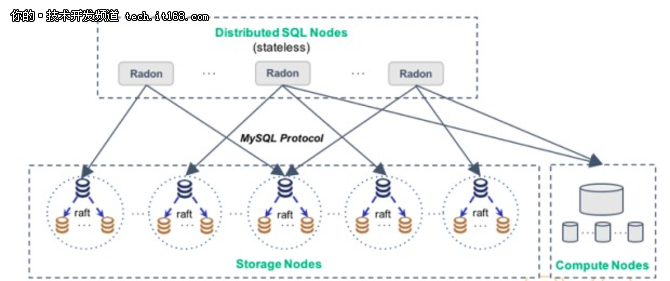 你的·技术开发频道 tech.it168.com
Distributed SQL Nodes
(stateless)
Radon ... Radon ... Radon
MySQL Protocol
raft raft raft raft raft
Storage Nodes
Compute Nodes